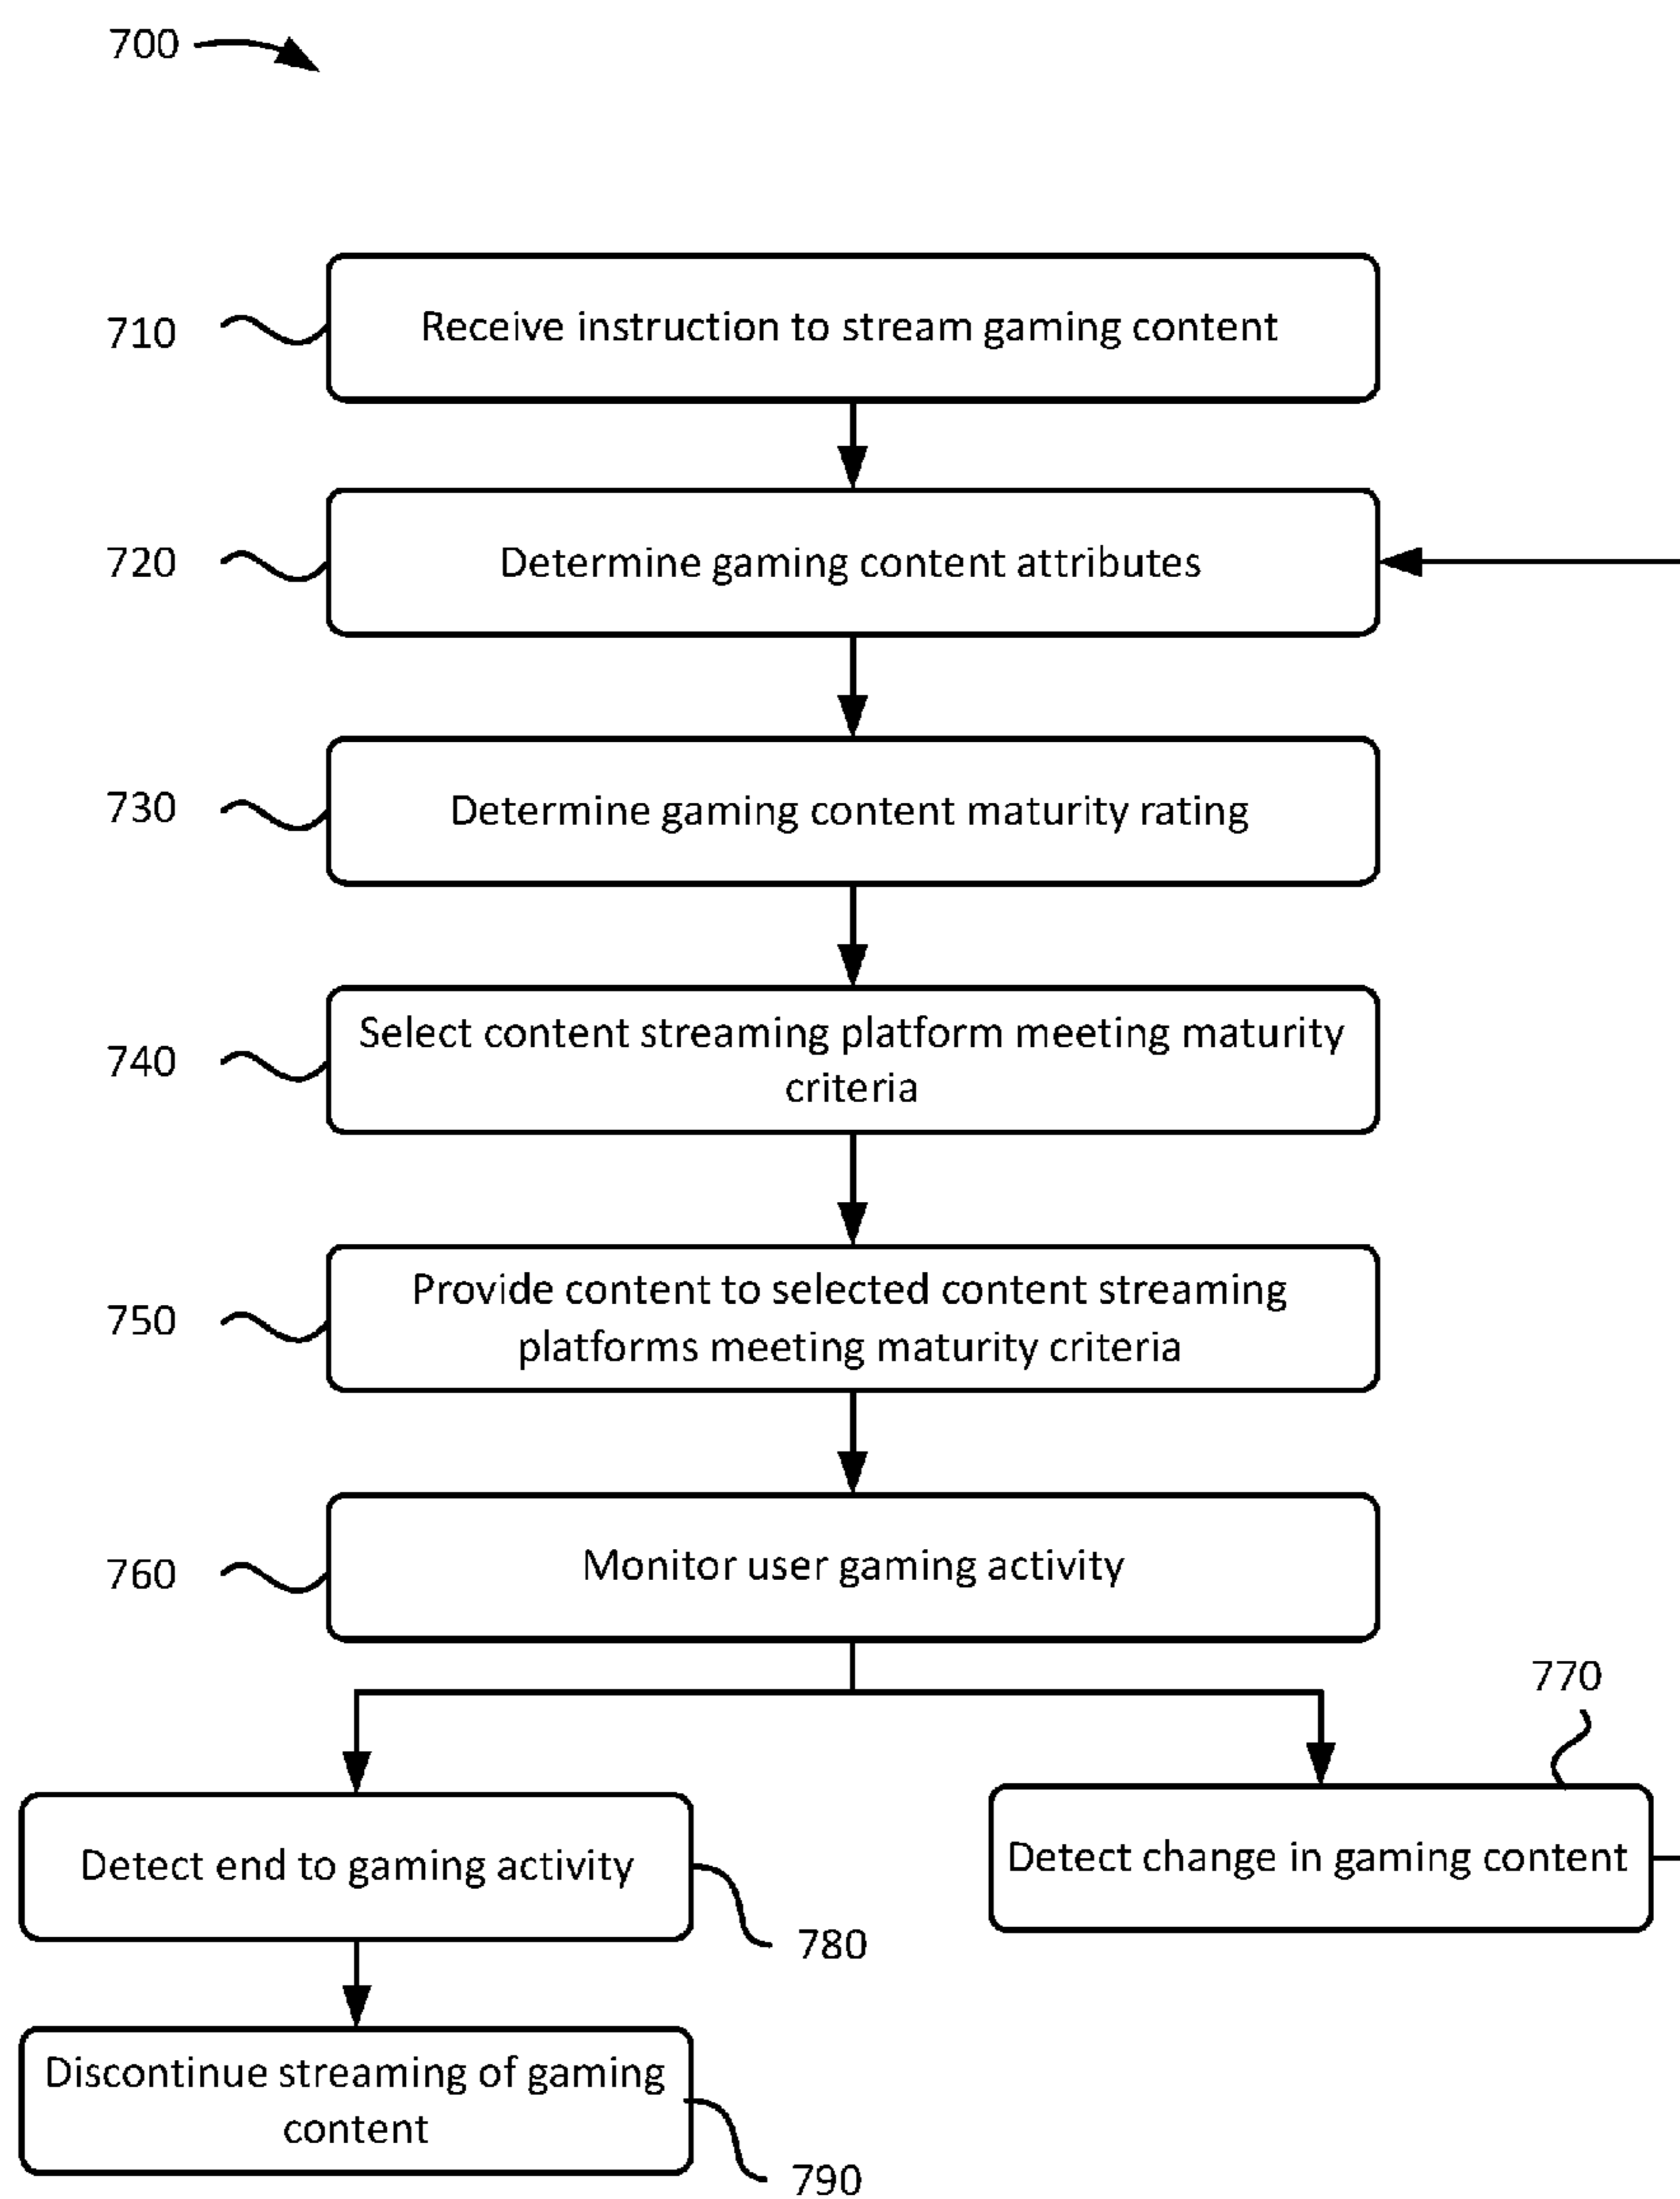 700
710
Receive instruction to stream gaming content
720
Determine gaming content attributes
730
Determine gaming content maturity rating
740
Select content streaming platform meeting maturity
criteria
750
Provide content to selected content streaming
platforms meeting maturity criteria
760
Monitor user gaming activity
770
Detect end to gaming activity
780
Detect change in gaming content
Discontinue streaming of gaming
content
790